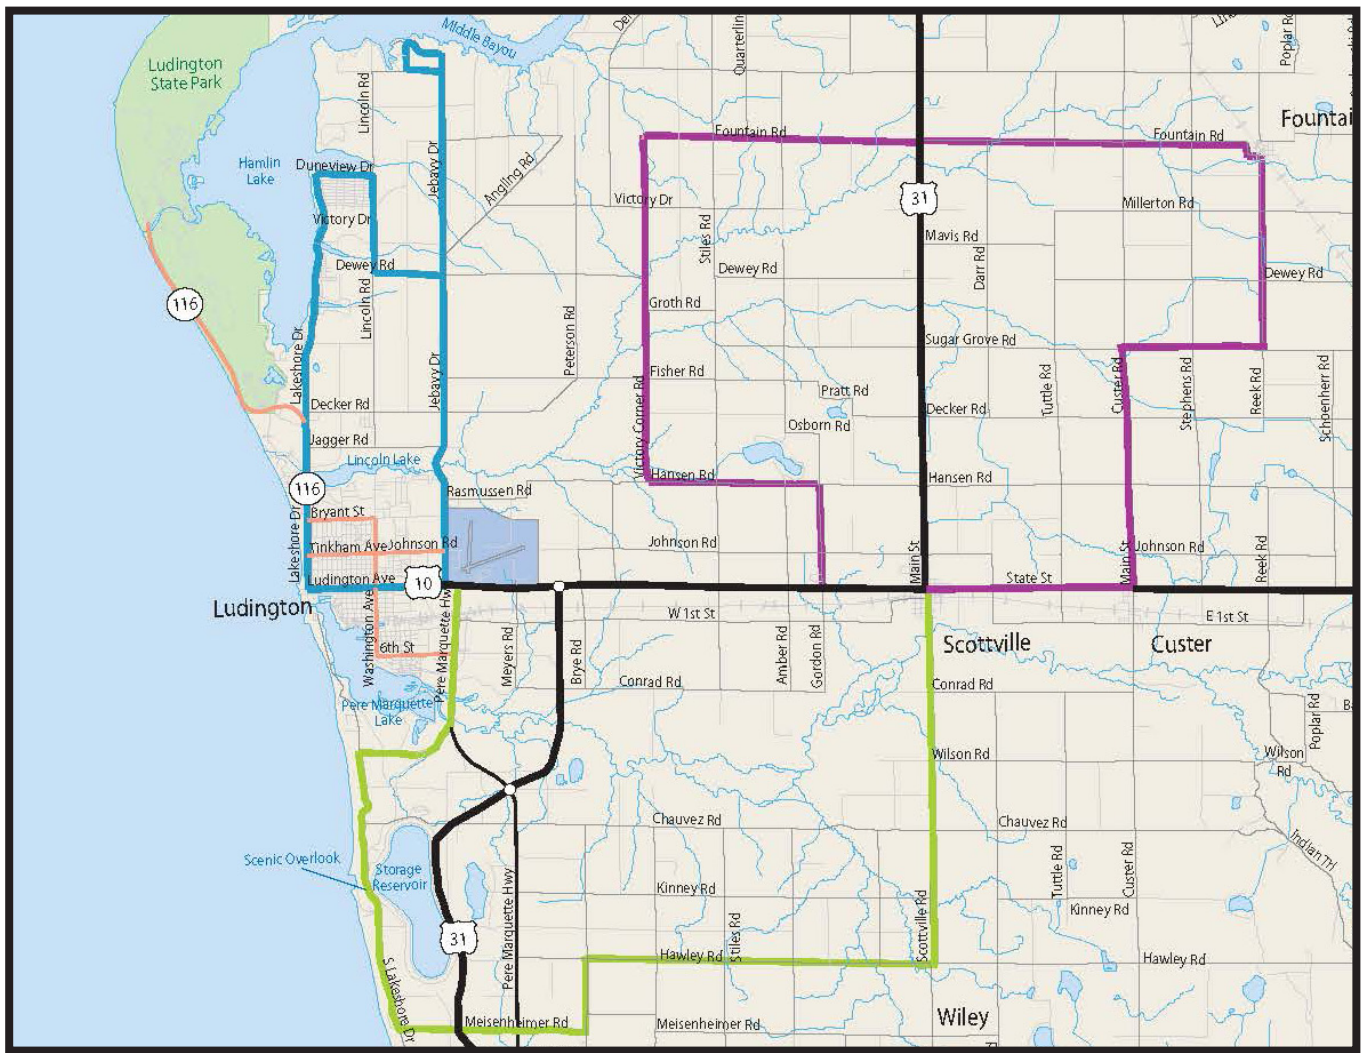 Middle Bayou
Ludington
State Park
Lincoln Rd
Jebavy Dr
Hamlin
Lake
Duneview Dr
Angling Rd
Victory Dr
Dewey Rd
Lincoln Rd
116
Lakeshore Dr
Jebavy Dr
Peterson Rd
Decker Rd
Jagger Rd
Lincoln Lake
116
Rasmussen Rd
Bryant St
Tinkham Ave
Johnson Rd
Lakeshore Dr
Ludington Ave
10
Ludington
Washington Ave
6th St
Pere Marquette Hwy
Meyers Rd
Brye Rd
Pere Marquette
Lake
Scenic Overlook
Storage
Reservoir
31
Pere Marquette Hwy
S Lakeshore Dr
Meisenheimer Rd
Quarterlin
Fountain Rd
Fountain Rd
Poplar Rd
Fountai
31
Victory Dr
Stiles Rd
Dewey Rd
Groth Rd
Fisher Rd
Victory Corner Rd
Pratt Rd
Osborn Rd
Hansen Rd
Johnson Rd
Main St
Millerton Rd
Mavis Rd
Darr Rd
Dewey Rd
Sugar Grove Rd
Tuttle Rd
Custer Rd
Stephens Rd
Reek Rd
Schoenherr Rd
Decker Rd
Hansen Rd
Main St
Johnson Rd
Reek Rd
State St
W 1st St
E 1st St
Scottville
Custer
Amber Rd
Gordon Rd
Conrad Rd
Conrad Rd
Wilson Rd
Poplar Rd
Ba
Wilson
Rd
Chauvez Rd
Chauvez Rd
Indian Trl
Kinney Rd
Tuttle Rd
Custer Rd
Kinney Rd
Stiles Rd
Scottville Rd
Hawley Rd
Hawley Rd
Meisenheimer Rd
Wiley